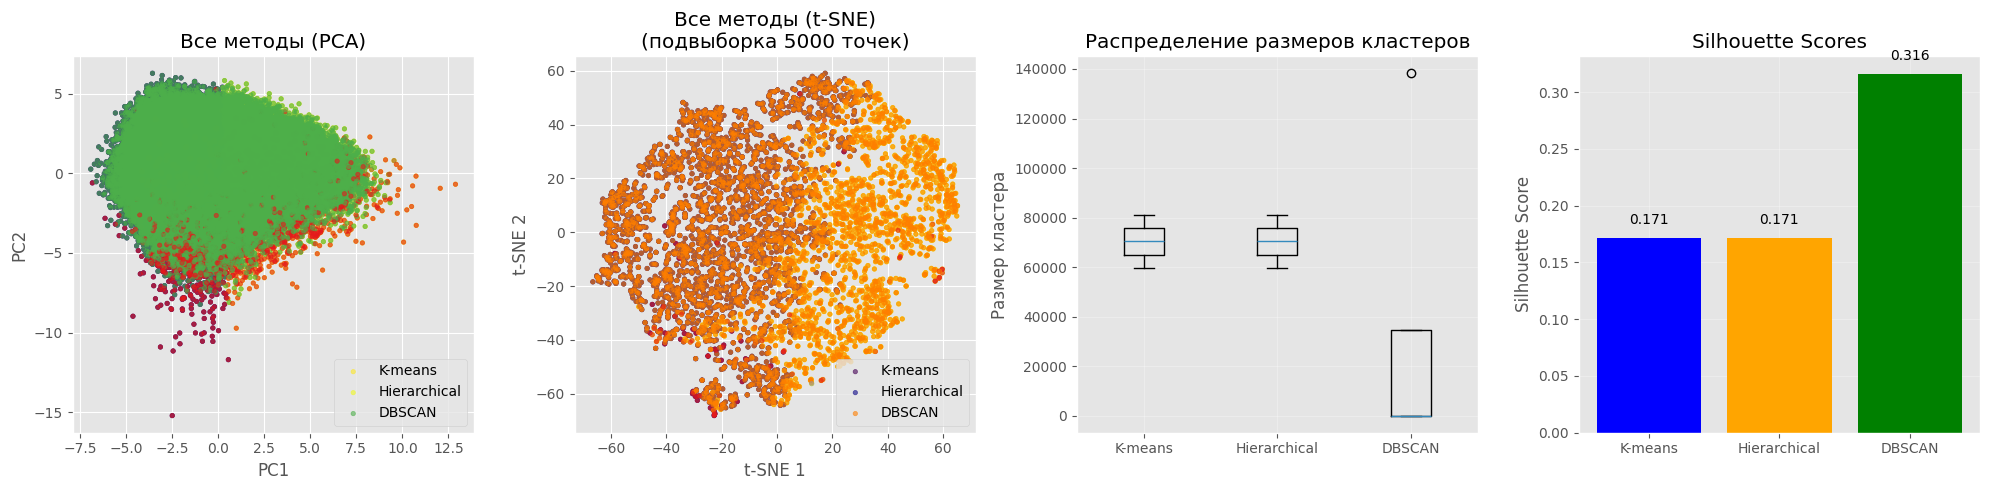 Все методы (PCA)
PC2
5
0
−5
−10
−15
K-means
Hierarchical
DBSCAN
−7.5 −5.0 −2.5 0.0 2.5 5.0 7.5 10.0 12.5
PC1
Все методы (t-SNE)
(подвыборка 5000 точек)
t-SNE 2
60
40
20
0
−20
−40
−60
K-means
Hierarchical
DBSCAN
−60 −40 −20 0 20 40 60
t-SNE 1
Распределение размеров кластеров
Размер кластера
140000
120000
100000
80000
60000
40000
20000
0
K-means Hierarchical DBSCAN
Silhouette Scores
Silhouette Score
0.30
0.25
0.20
0.15
0.10
0.05
0.00
0.171 0.171 0.316
K-means Hierarchical DBSCAN